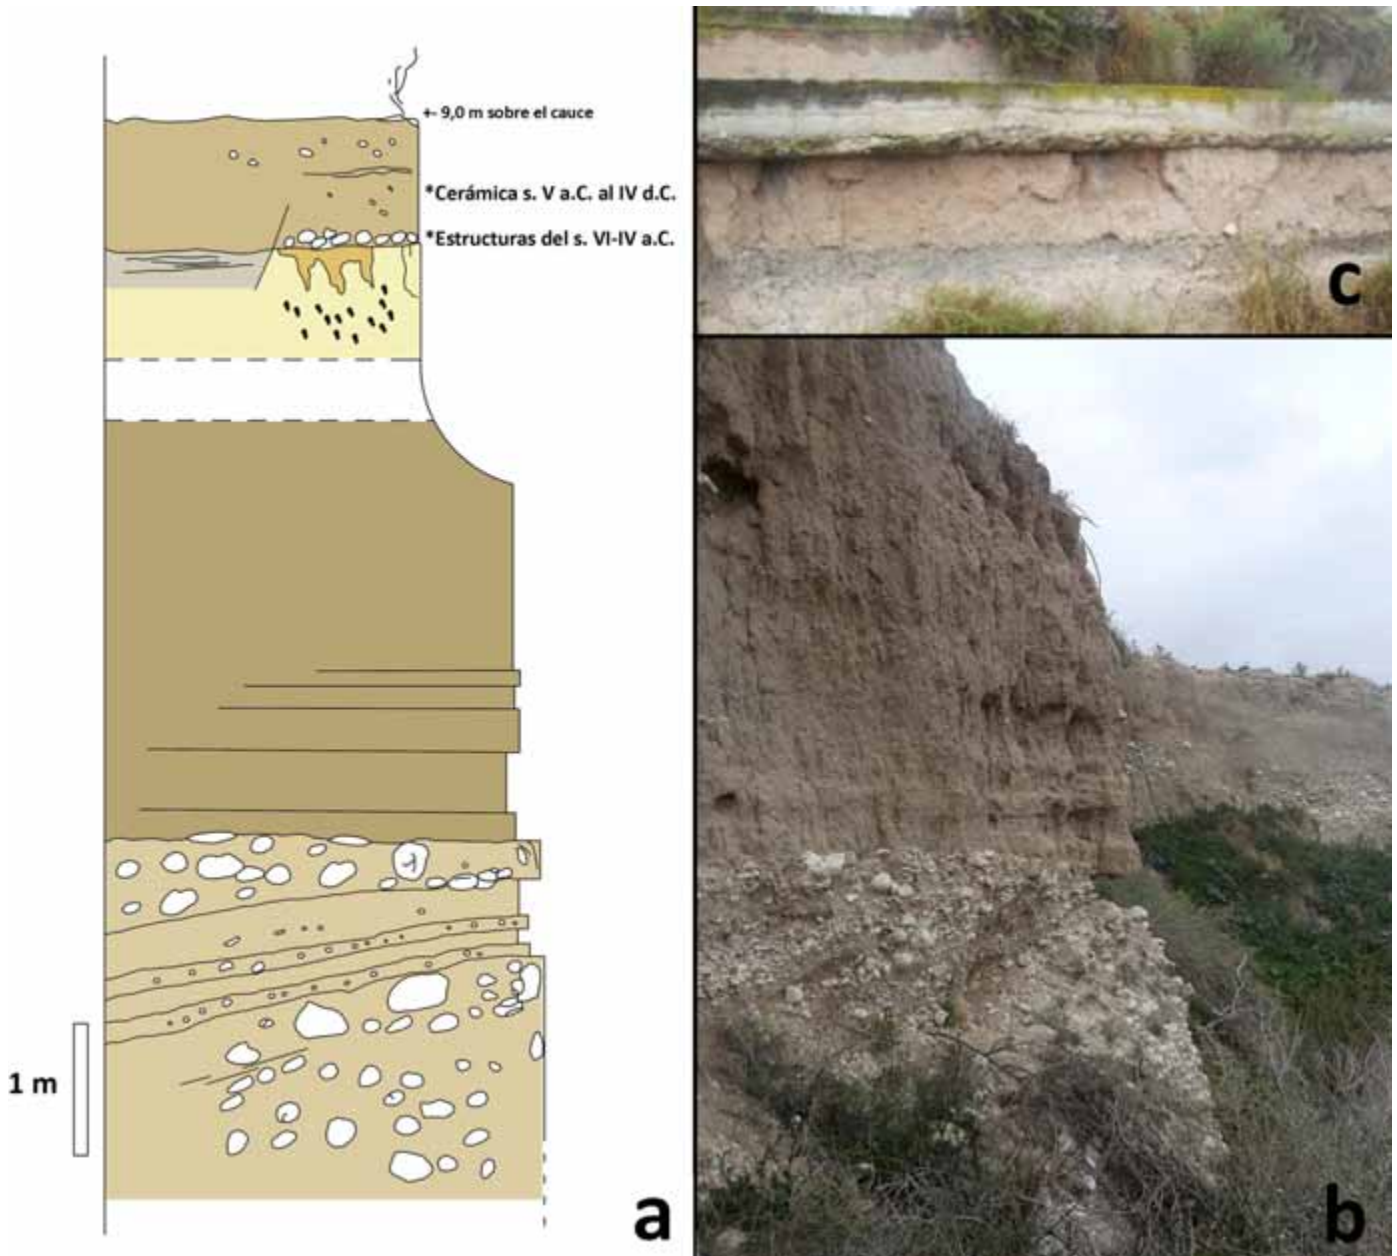 +- 9,0 m sobre el cauce
*Cerámica s. V a.C. al IV d.C.
*Estructuras del s. VI-IV a.C.
1 m
a
c
b